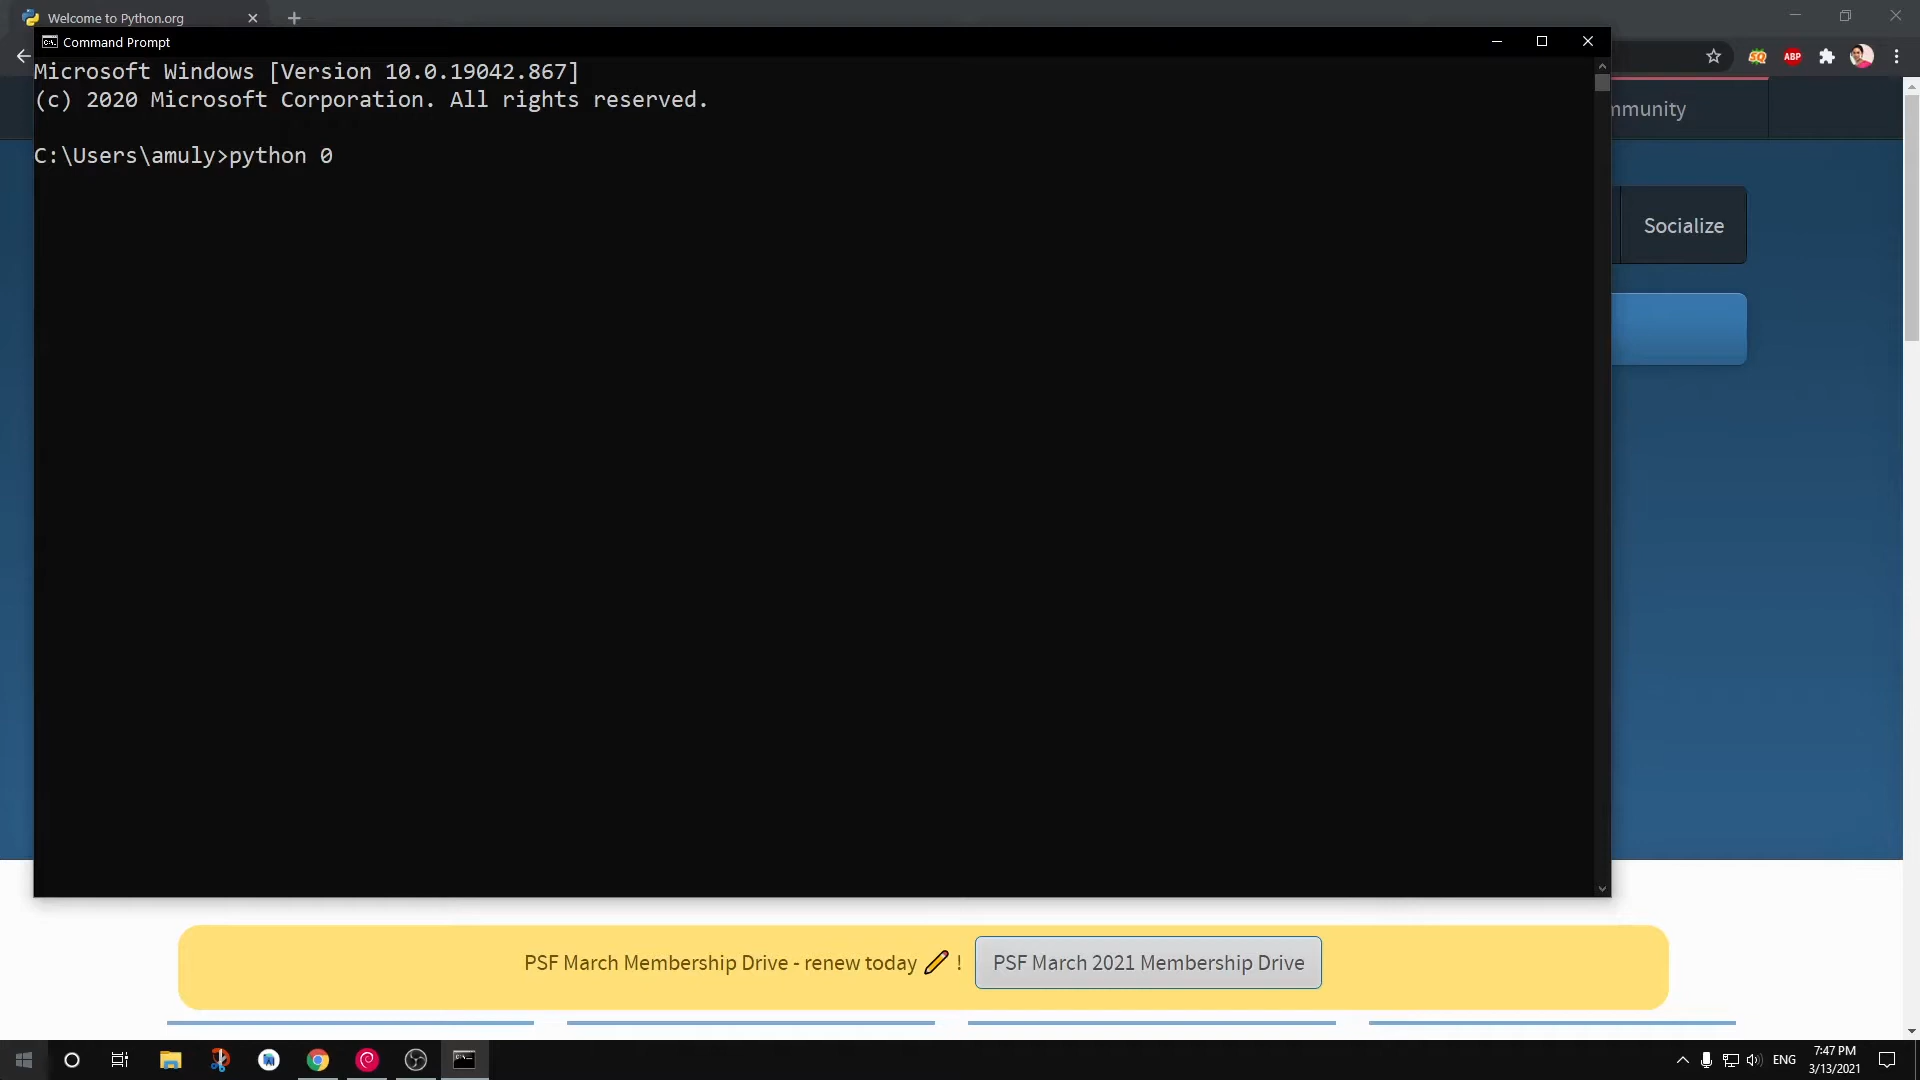 Welcome to Python.org
Command Prompt
Microsoft Windows [Version 10.0.19042.867]
(c) 2020 Microsoft Corporation. All rights reserved.
C:\Users\amuly>python 0
mmunity
Socialize
ABP
PSF March Membership Drive - renew today ! PSF March 2021 Membership Drive
ENG
7:47 PM
3/13/2021